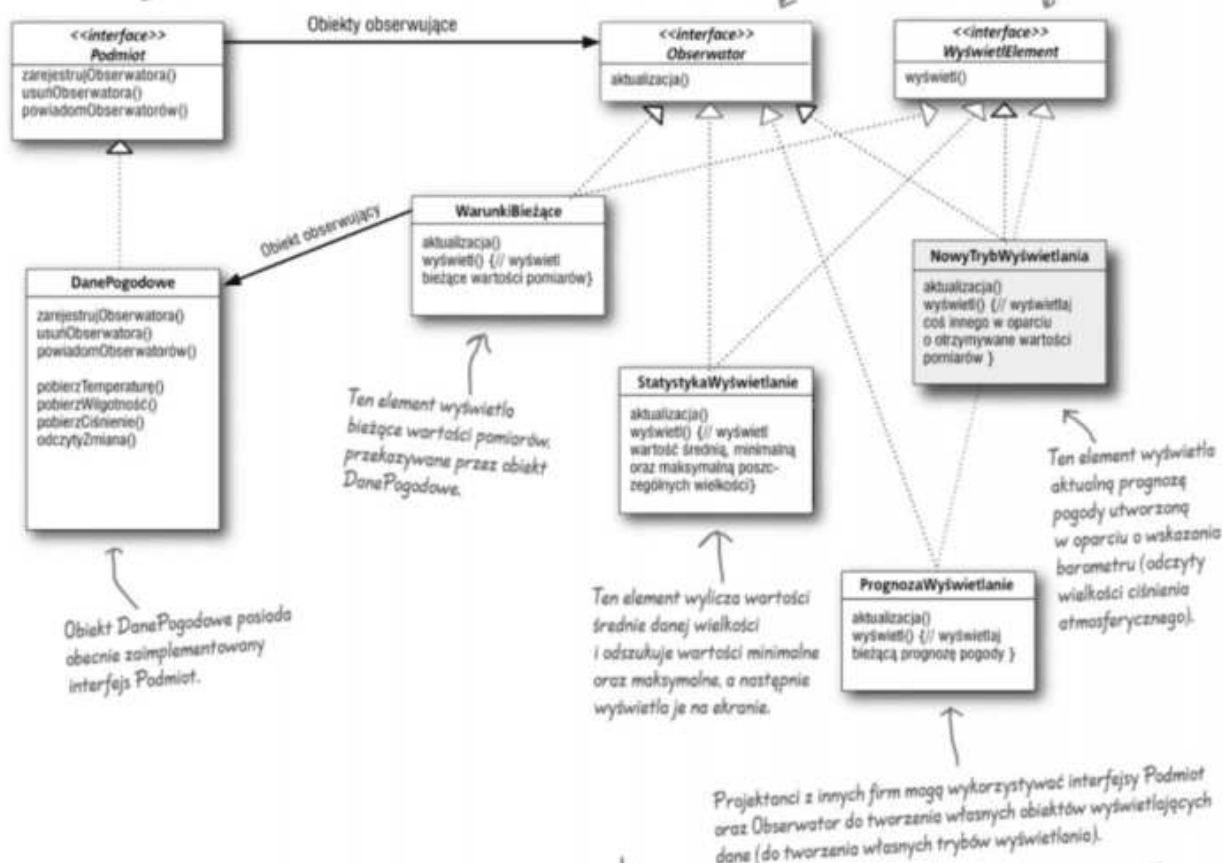 Obiekty obserwujące
<<interface>>
Podmiot
zarejestrujObserwatora()
usuńObserwatora()
powiadomObserwatorów()
<<interface>>
Obserwator
aktualizacja()
<<interface>>
WyświetlElement
wyświetl()
Obiekt obserwujący
WarunkiBieżące
aktualizacja()
wyświetl() {// wyświetl
bieżące wartości pomiarów}
DanePogodowe
zarejestrujObserwatora()
usuńObserwatora()
powiadomObserwatorów()
pobierzTemperaturę()
pobierzWilgotność()
pobierzCiśnienie()
odczytyZmiana()
NowyTrybWyświetlania
aktualizacja()
wyświetl() {// wyświetlaj
coś innego w oparciu
o otrzymywane wartości
pomiarów }
StatystykaWyświetlanie
aktualizacja()
wyświetl() {// wyświetl
wartość średnią, minimalną
oraz maksymalną poszc-
zególnych wielkości}
Ten element wyświetla
bieżące wartości pomiarów,
przekazywane przez obiekt
DanePogodowe.
Ten element wyświetla
aktualną prognozę
pogody utworzoną
w oparciu o wskazania
barometru (odczyty
wielkości ciśnienia
atmosferycznego).
PrognozaWyświetlanie
aktualizacja()
wyświetl() {// wyświetlaj
bieżącą prognozę pogody }
Obiekt DanePogodowe posiada
obecnie zaimplementowany
interfejs Podmiot.
Ten element wylicza wartości
średnie danej wielkości
i odszukuje wartości minimalne
oraz maksymalne, a następnie
wyświetla je na ekranie.
Projektanci z innych firm mogą wykorzystywać interfejsy Podmiot
oraz Obserwator do tworzenia własnych obiektów wyświetlających
dane (do tworzenia własnych trybów wyświetlania).